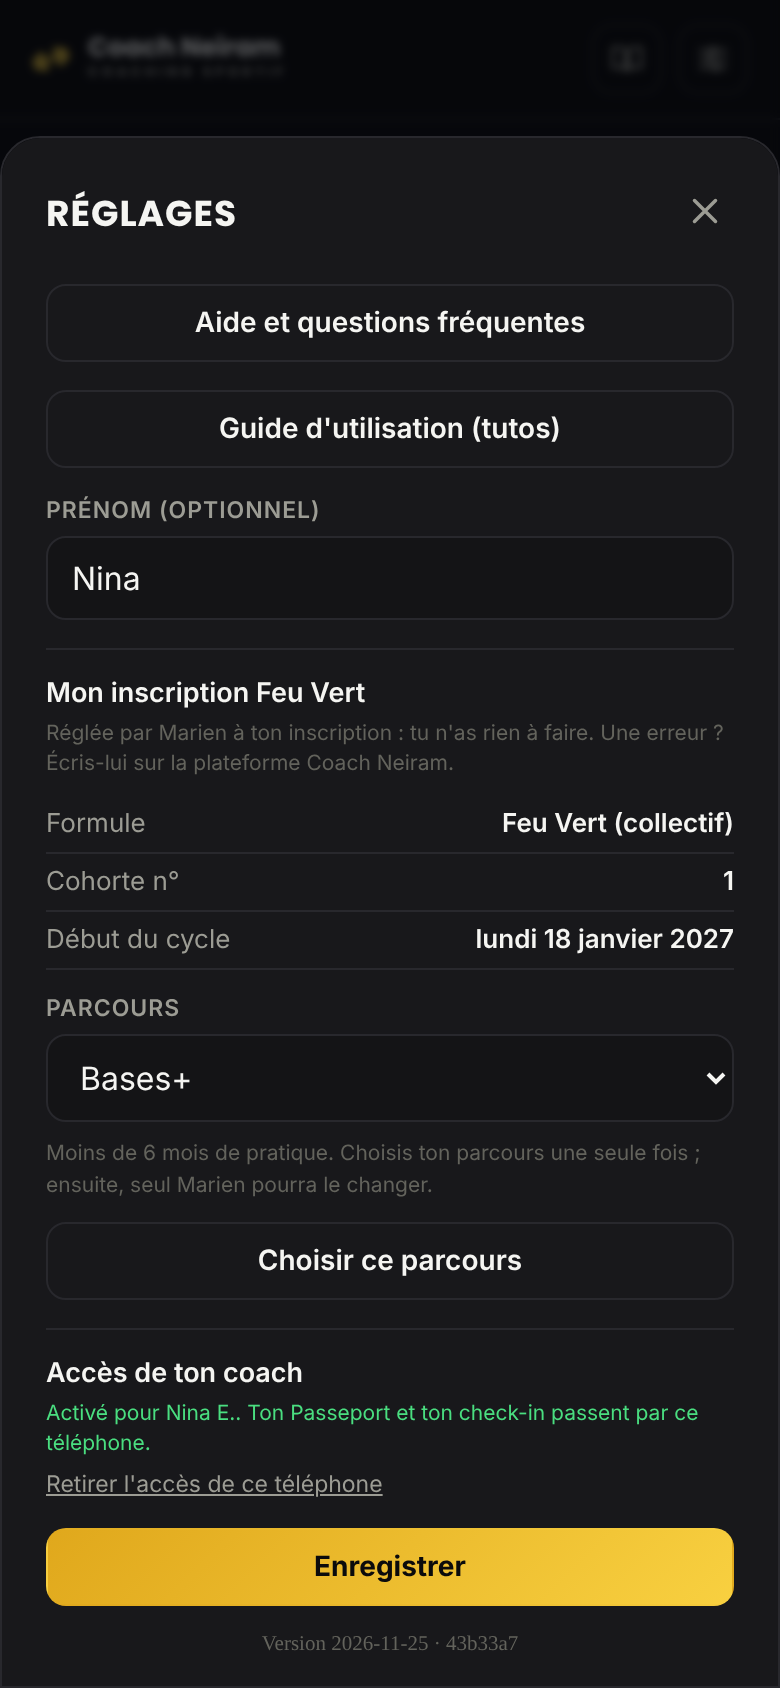 Coach Neiram
COACHING SPORTIF
RÉGLAGES
Aide et questions fréquentes
Guide d'utilisation (tutos)
PRÉNOM (OPTIONNEL)
Nina
Mon inscription Feu Vert
Réglée par Marien à ton inscription : tu n'as rien à faire. Une erreur ?
Écris-lui sur la plateforme Coach Neiram.
Formule Feu Vert (collectif)
Cohorte n° 1
Début du cycle lundi 18 janvier 2027
PARCOURS
Bases+
Moins de 6 mois de pratique. Choisis ton parcours une seule fois ;
ensuite, seul Marien pourra le changer.
Choisir ce parcours
Accès de ton coach
Activé pour Nina E.. Ton Passeport et ton check-in passent par ce
téléphone.
Retirer l'accès de ce téléphone
Enregistrer
Version 2026-11-25 · 43b33a7